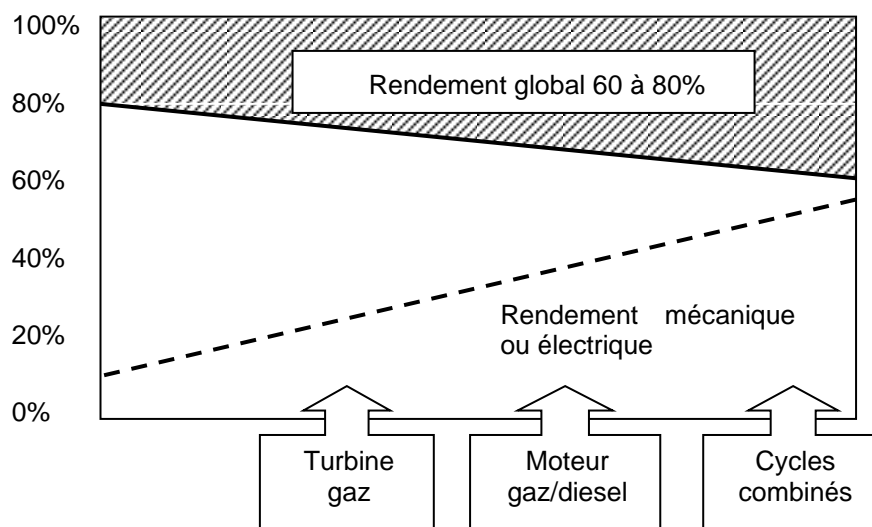 100%
Rendement global 60 à 80%
80%
60%
40%
20%
0%
Rendement mécanique
ou électrique
Turbine
gaz
Moteur
gaz/diesel
Cycles
combinés